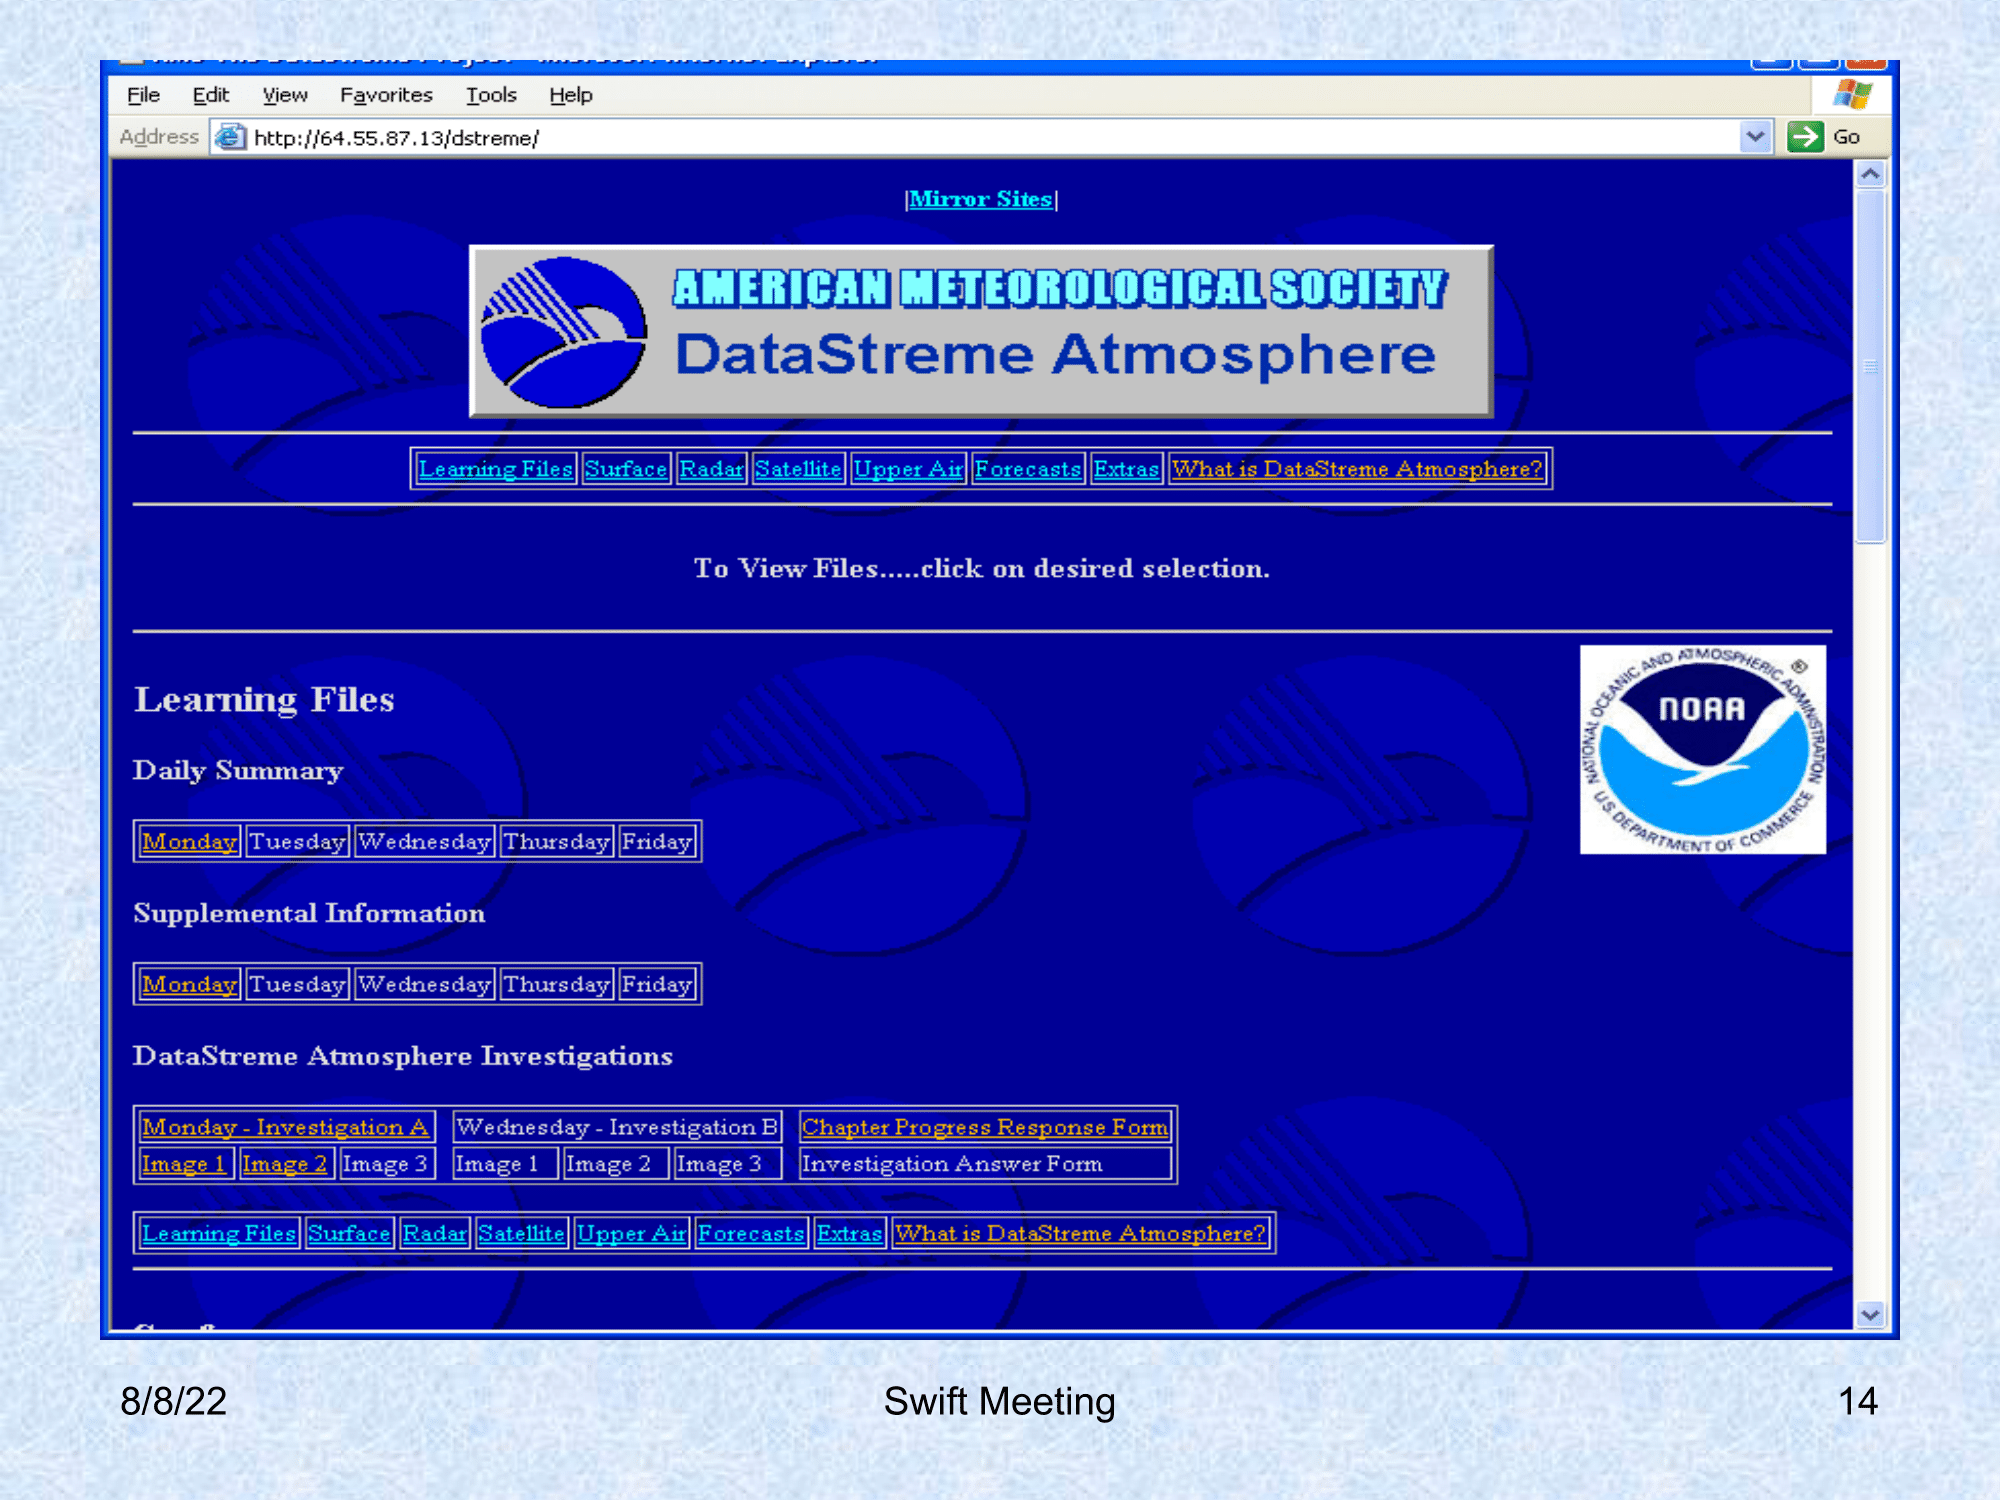 File Edit View Favorites Tools Help
Address http://64.55.87.13/dstreme/ Go
|Mirror Sites|
AMERICAN METEOROLOGICAL SOCIETY
DataStreme Atmosphere
Learning Files Surface Radar Satellite Upper Air Forecasts Extras What is DataStreme Atmosphere?
To View Files.....click on desired selection.
NATIONAL OCEANIC AND ATMOSPHERIC ADMINISTRATION ®
NOAA
U.S. DEPARTMENT OF COMMERCE
Learning Files
Daily Summary
Monday Tuesday Wednesday Thursday Friday
Supplemental Information
Monday Tuesday Wednesday Thursday Friday
DataStreme Atmosphere Investigations
Monday - Investigation A Wednesday - Investigation B Chapter Progress Response Form
Image 1 Image 2 Image 3 Image 1 Image 2 Image 3 Investigation Answer Form
Learning Files Surface Radar Satellite Upper Air Forecasts Extras What is DataStreme Atmosphere?
8/8/22 Swift Meeting 14